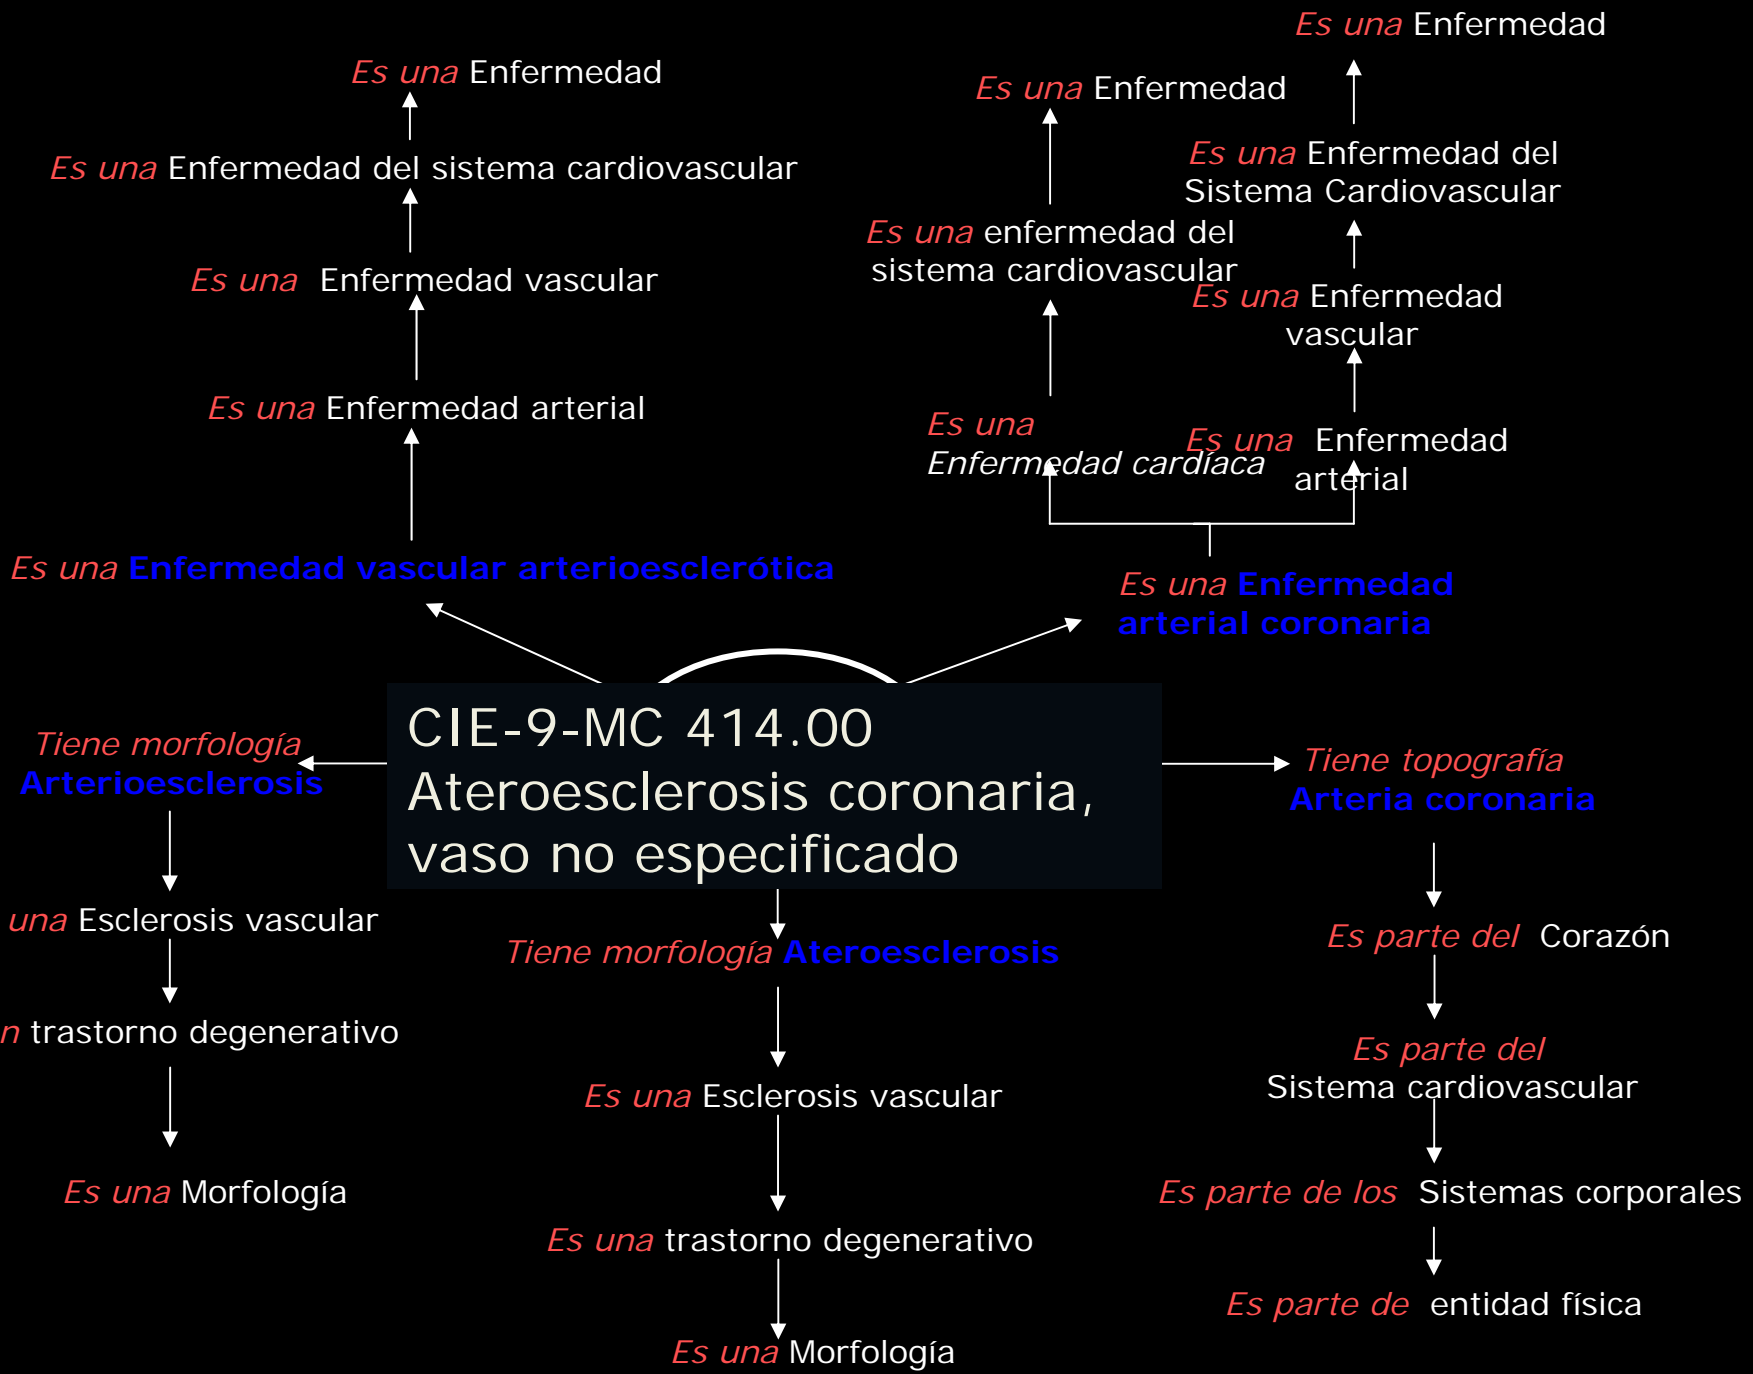 Es una Enfermedad
Es una Enfermedad
Es una Enfermedad
Es una Enfermedad del sistema cardiovascular
Es una Enfermedad del
Sistema Cardiovascular
Es una enfermedad del
sistema cardiovascular
Es una Enfermedad vascular
Es una Enfermedad
vascular
Es una Enfermedad arterial
Es una
Enfermedad cardíaca
Es una Enfermedad
arterial
Es una Enfermedad vascular arterioesclerótica
Es una Enfermedad
arterial coronaria
CIE-9-MC 414.00
Ateroesclerosis coronaria,
vaso no especificado
Tiene morfología
Arterioesclerosis
Tiene topografía
Arteria coronaria
una Esclerosis vascular
n trastorno degenerativo
Es una Morfología
Tiene morfología Ateroesclerosis
Es una Esclerosis vascular
Es una trastorno degenerativo
Es una Morfología
Es parte del Corazón
Es parte del
Sistema cardiovascular
Es parte de los Sistemas corporales
Es parte de entidad física